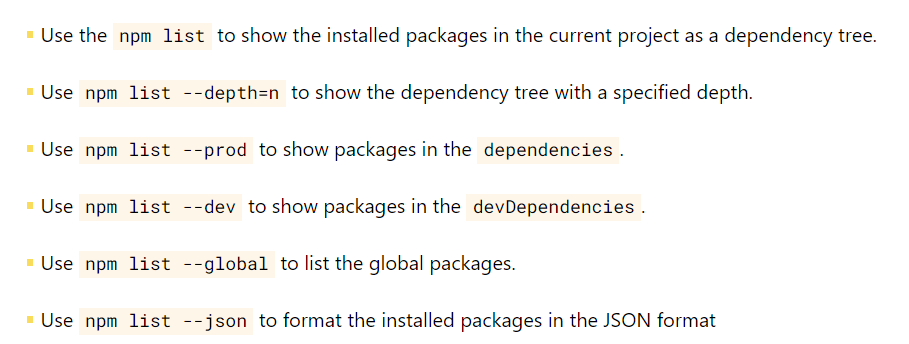 Use the npm list to show the installed packages in the current project as a dependency tree.
Use npm list --depth=n to show the dependency tree with a specified depth.
Use npm list --prod to show packages in the dependencies.
Use npm list --dev to show packages in the devDependencies.
Use npm list --global to list the global packages.
Use npm list --json to format the installed packages in the JSON format